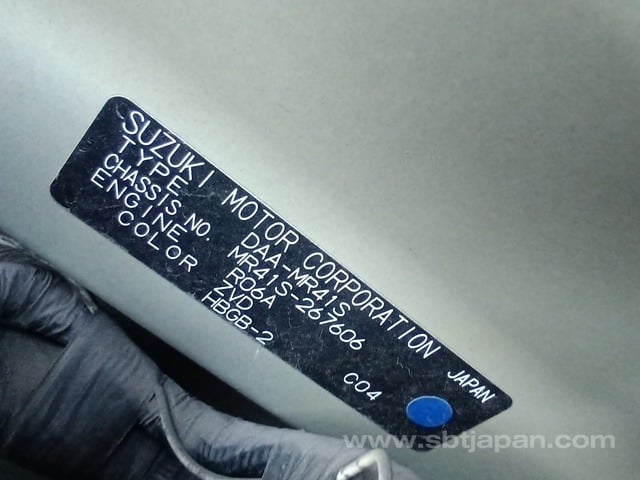 SUZUKI MOTOR CORPORATION JAPAN
TYPE DAA-MR41S
CHASSIS NO. MR41S-267606
ENGINE R06A
COLOR ZVD
HBGB-2 C04
www.sbtjapan.com